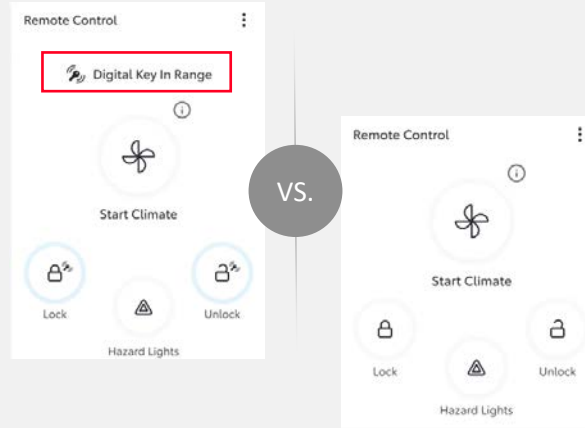 Remote Control
Digital Key In Range
Start Climate
Lock
Unlock
Hazard Lights
VS.
Remote Control
Start Climate
Lock
Unlock
Hazard Lights